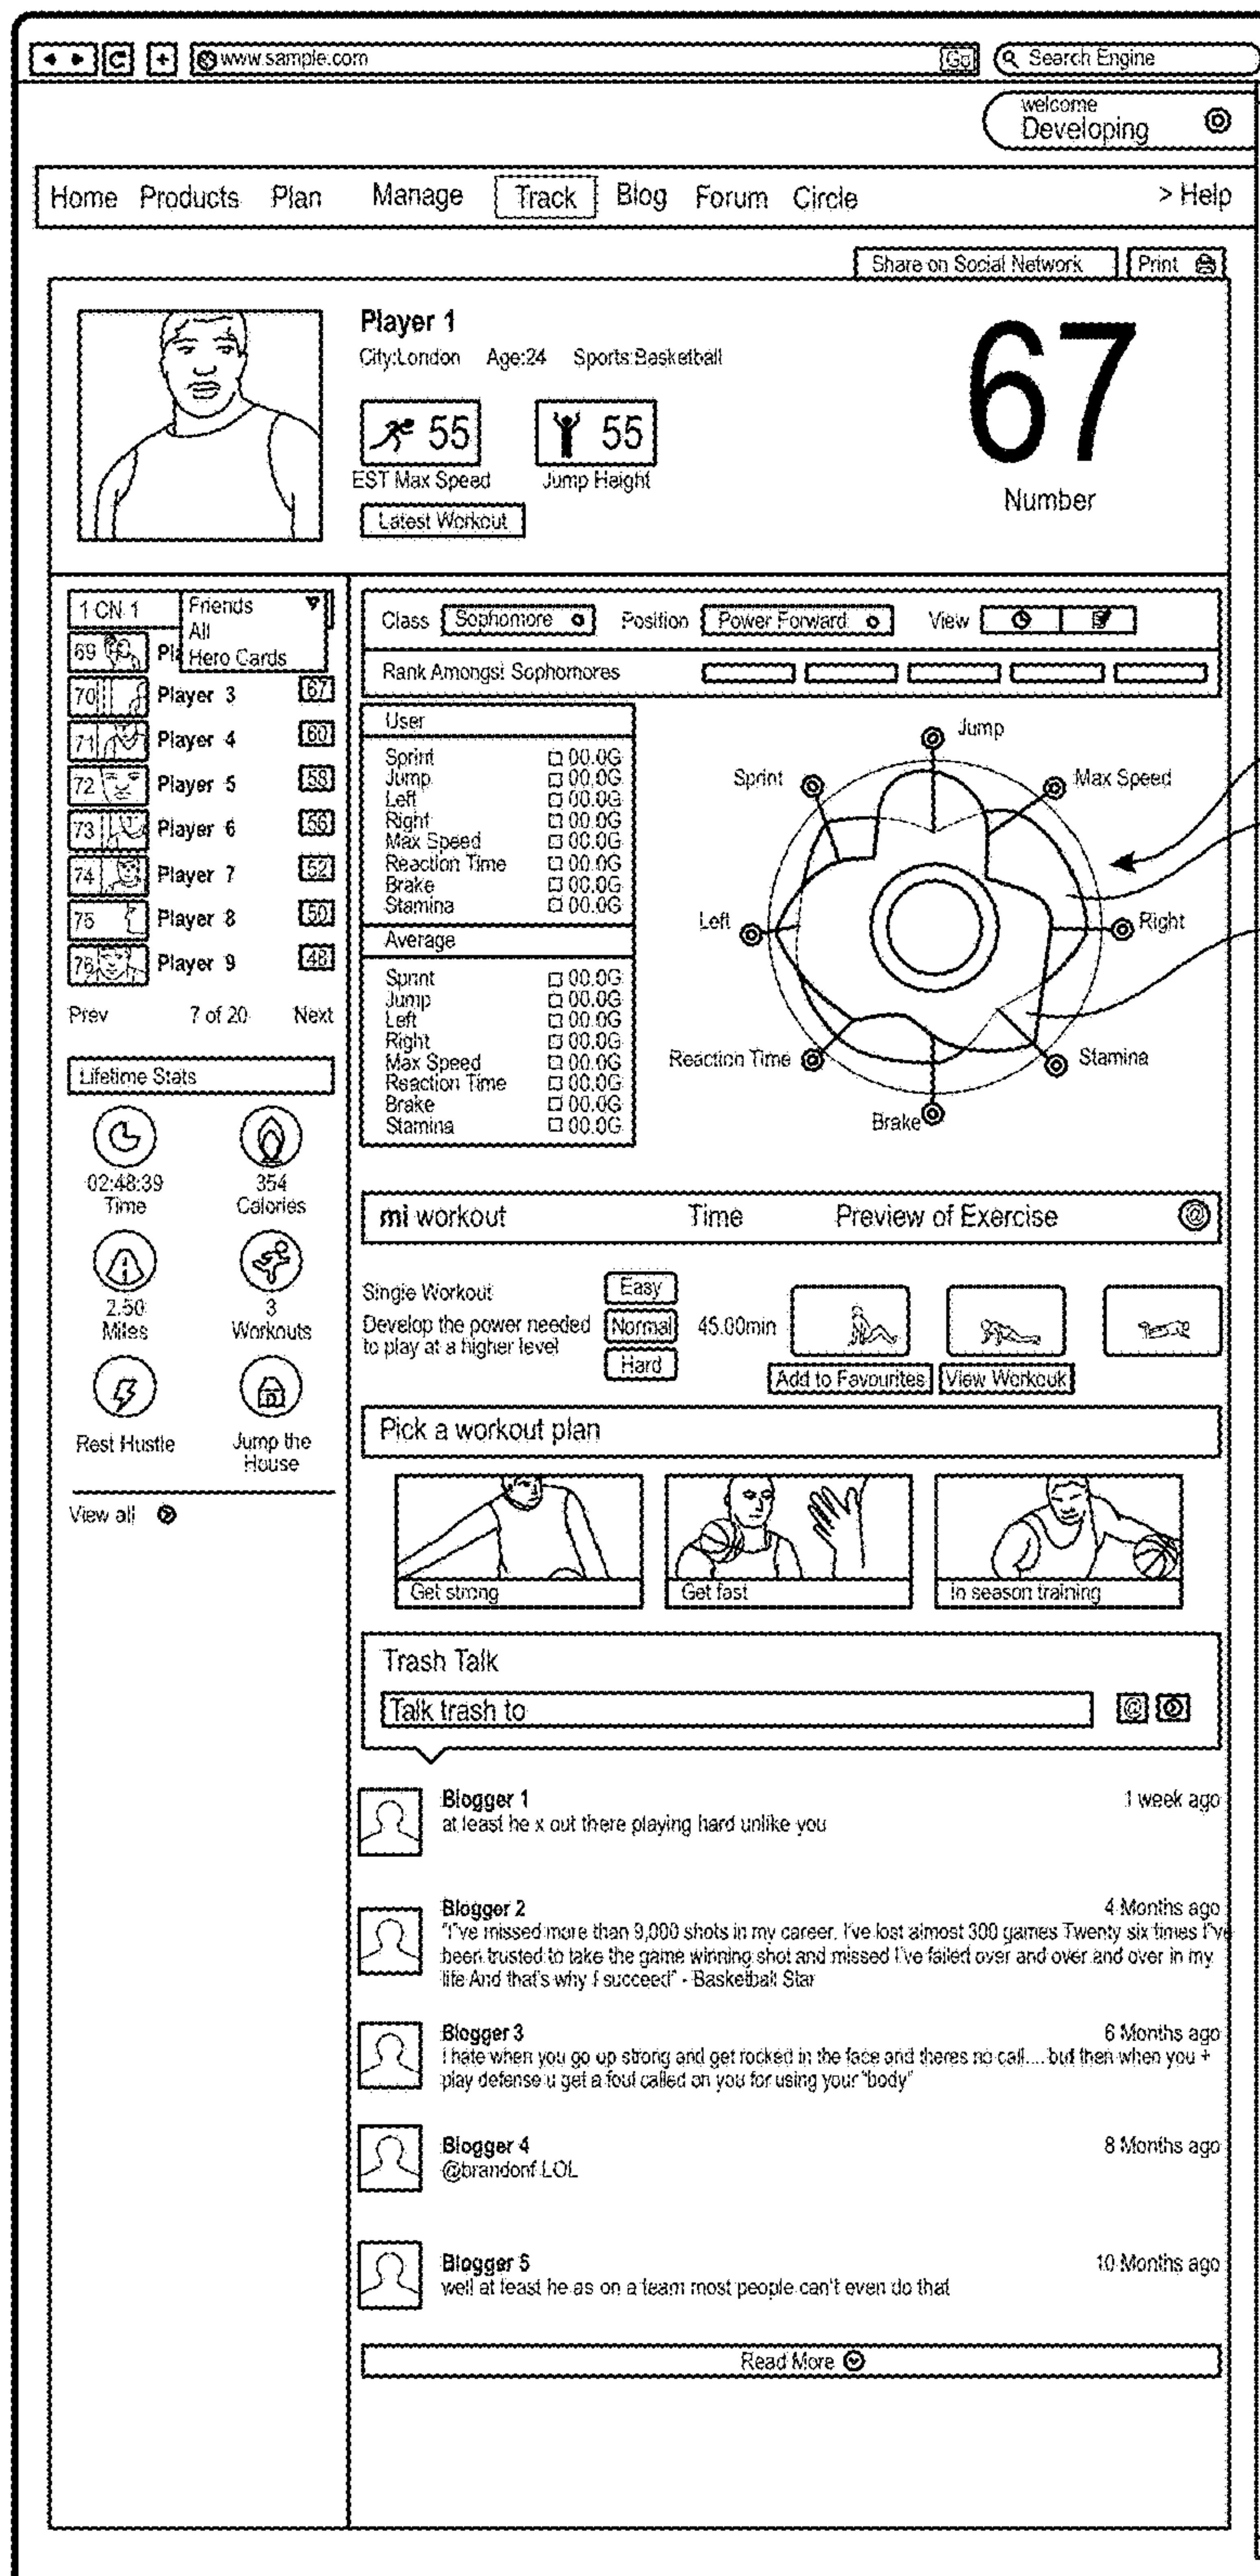 www.sample.com Go Search Engine
welcome
Developing
Home Products Plan Manage Track Blog Forum Circle > Help
Share on Social Network Print
Player 1
City:London Age:24 Sports:Basketball
67
55 55
EST Max Speed Jump Height
Number
Latest Workout
1 CN 1 Friends
All
Hero Cards
69 Pl
70 Player 3 67
71 Player 4 60
72 Player 5 58
73 Player 6 56
74 Player 7 52
75 Player 8 50
76 Player 9 48
Prev 7 of 20 Next
Lifetime Stats
02:48:39 354
Time Calories
2.50 3
Miles Workouts
Rest Hustle Jump the
House
View all
Class Sophomore Position Power Forward View
Rank Amongst Sophomores
User
Sprint 00.0G
Jump 00.0G
Left 00.0G
Right 00.0G
Max Speed 00.0G
Reaction Time 00.0G
Brake 00.0G
Stamina 00.0G
Average
Sprint 00.0G
Jump 00.0G
Left 00.0G
Right 00.0G
Max Speed 00.0G
Reaction Time 00.0G
Brake 00.0G
Stamina 00.0G
Jump
Sprint Max Speed
Left Right
Reaction Time Stamina
Brake
mi workout Time Preview of Exercise @
Single Workout
Develop the power needed
to play at a higher level
Easy
Normal 45.00min
Hard
Add to Favourites View Workouk
Pick a workout plan
Get strong Get fast In season training
Trash Talk
Talk trash to @
Blogger 1 1 week ago
at least he x out there playing hard unlike you
Blogger 2 4 Months ago
"I"ve missed more than 9,000 shots in my career. I've lost almost 300 games Twenty six times I"ve
been trusted to take the game winning shot and missed I've failed over and over and over in my
life And that's why I succeed" - Basketball Star
Blogger 3 6 Months ago
I hate when you go up strong and get rocked in the face and theres no call.... but then when you +
play defense u get a foul called on you for using your "body"
Blogger 4 8 Months ago
@brandonf LOL
Blogger 5 10 Months ago
well at least he as on a team most people can't even do that
Read More